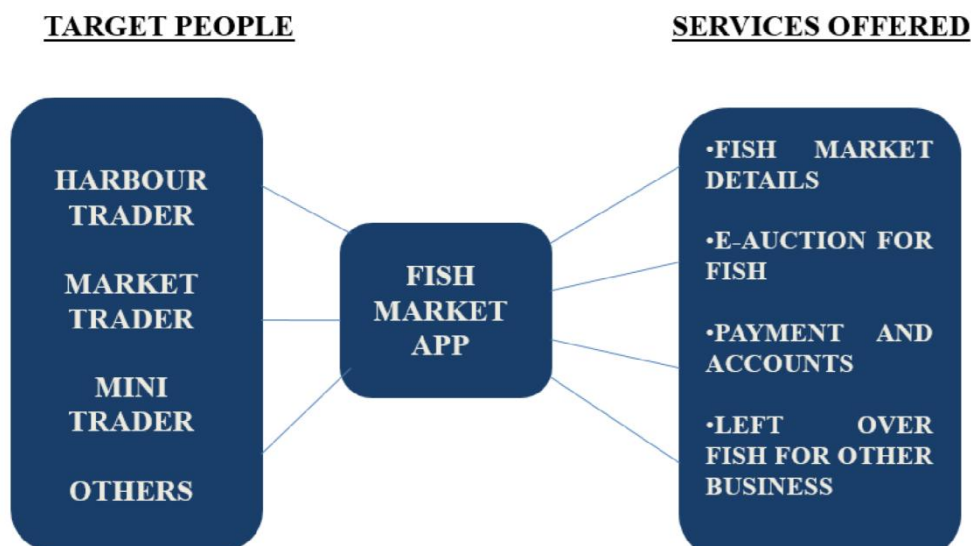 TARGET PEOPLE
SERVICES OFFERED
HARBOUR
TRADER
MARKET
TRADER
MINI
TRADER
OTHERS
FISH
MARKET
APP
•FISH MARKET
DETAILS
•E-AUCTION FOR
FISH
•PAYMENT AND
ACCOUNTS
•LEFT OVER
FISH FOR OTHER
BUSINESS